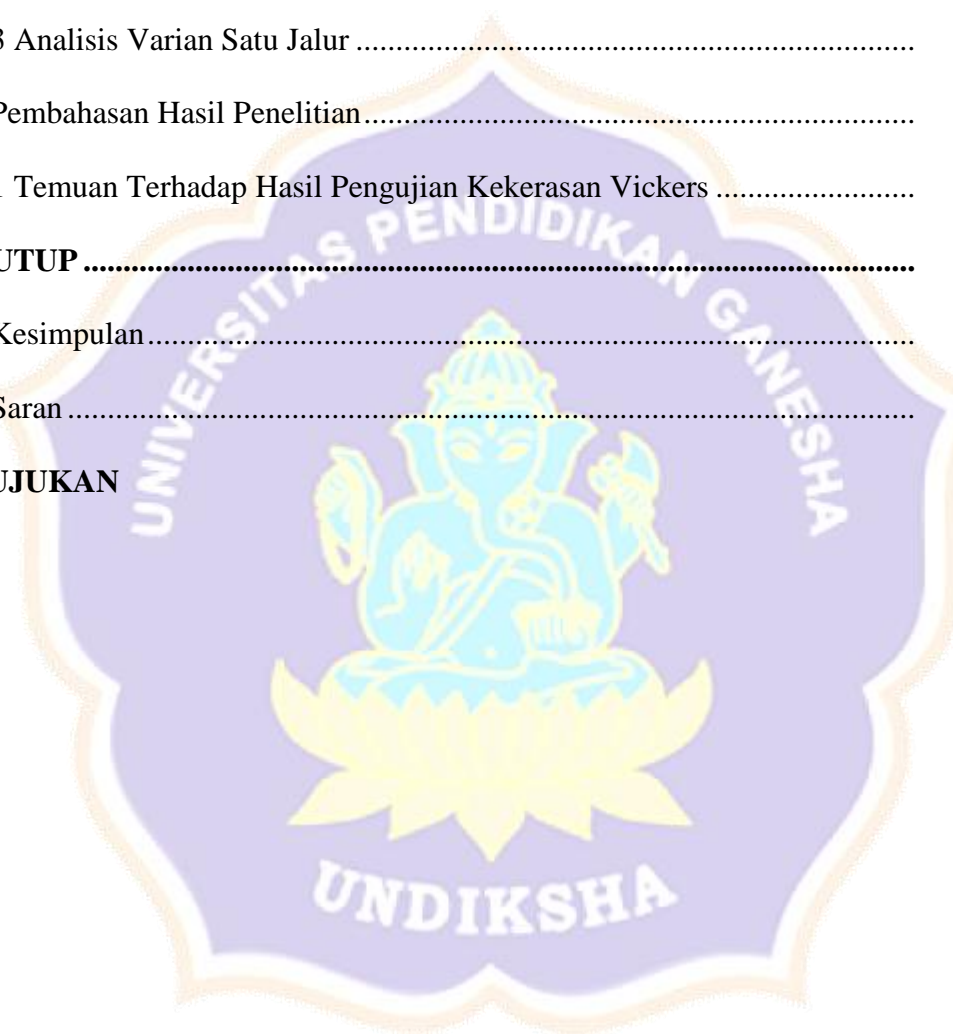 3 Analisis Varian Satu Jalur ......................................................................
Pembahasan Hasil Penelitian.....................................................................
1 Temuan Terhadap Hasil Pengujian Kekerasan Vickers .........................
UTUP .........................................................................................................
Kesimpulan................................................................................................
Saran..........................................................................................................
UJUKAN
UNIVERSITAS PENDIDIKAN GANESHA
UNDIKSHA